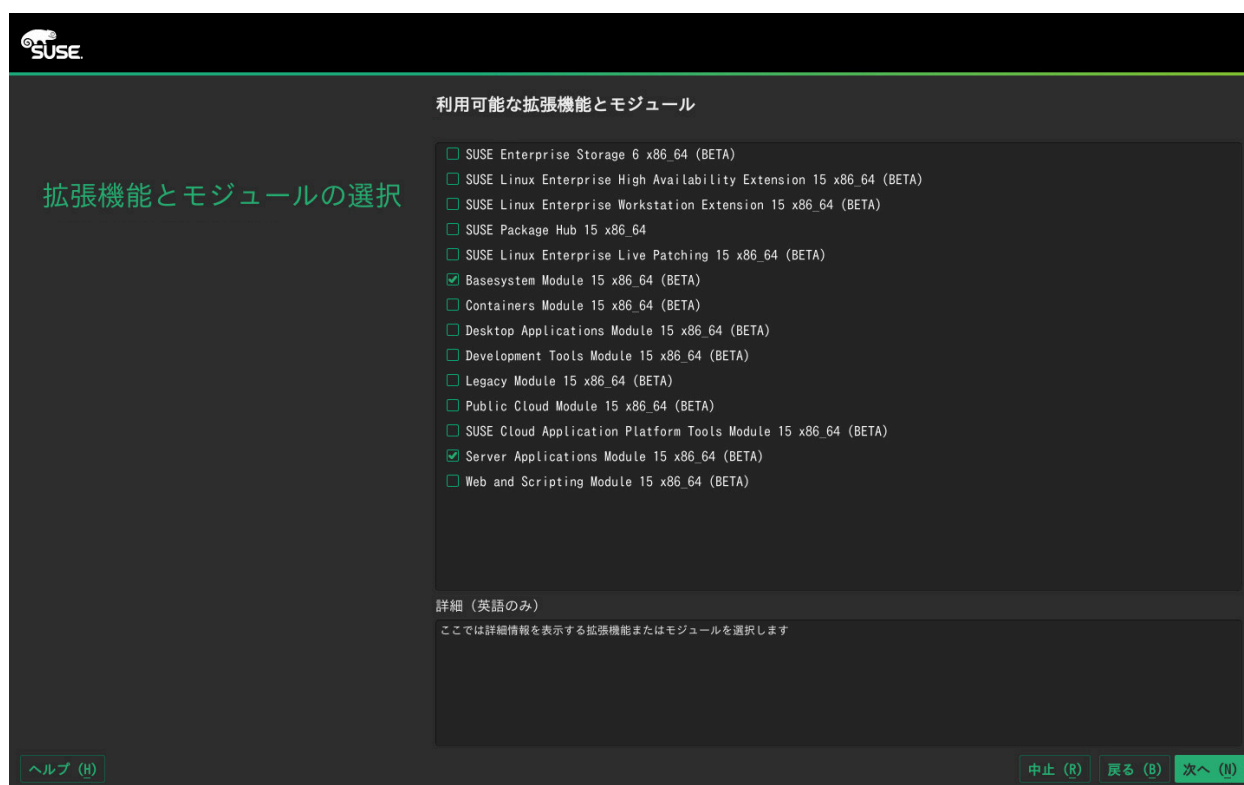 SUSE.
利用可能な拡張機能とモジュール
拡張機能とモジュールの選択
SUSE Enterprise Storage 6 x86_64 (BETA)
SUSE Linux Enterprise High Availability Extension 15 x86_64 (BETA)
SUSE Linux Enterprise Workstation Extension 15 x86_64 (BETA)
SUSE Package Hub 15 x86_64
SUSE Linux Enterprise Live Patching 15 x86_64 (BETA)
Basesystem Module 15 x86_64 (BETA)
Containers Module 15 x86_64 (BETA)
Desktop Applications Module 15 x86_64 (BETA)
Development Tools Module 15 x86_64 (BETA)
Legacy Module 15 x86_64 (BETA)
Public Cloud Module 15 x86_64 (BETA)
SUSE Cloud Application Platform Tools Module 15 x86_64 (BETA)
Server Applications Module 15 x86_64 (BETA)
Web and Scripting Module 15 x86_64 (BETA)
詳細（英語のみ）
ここでは詳細情報を表示する拡張機能またはモジュールを選択します
ヘルプ (H)
中止 (R)
戻る (B)
次へ (N)